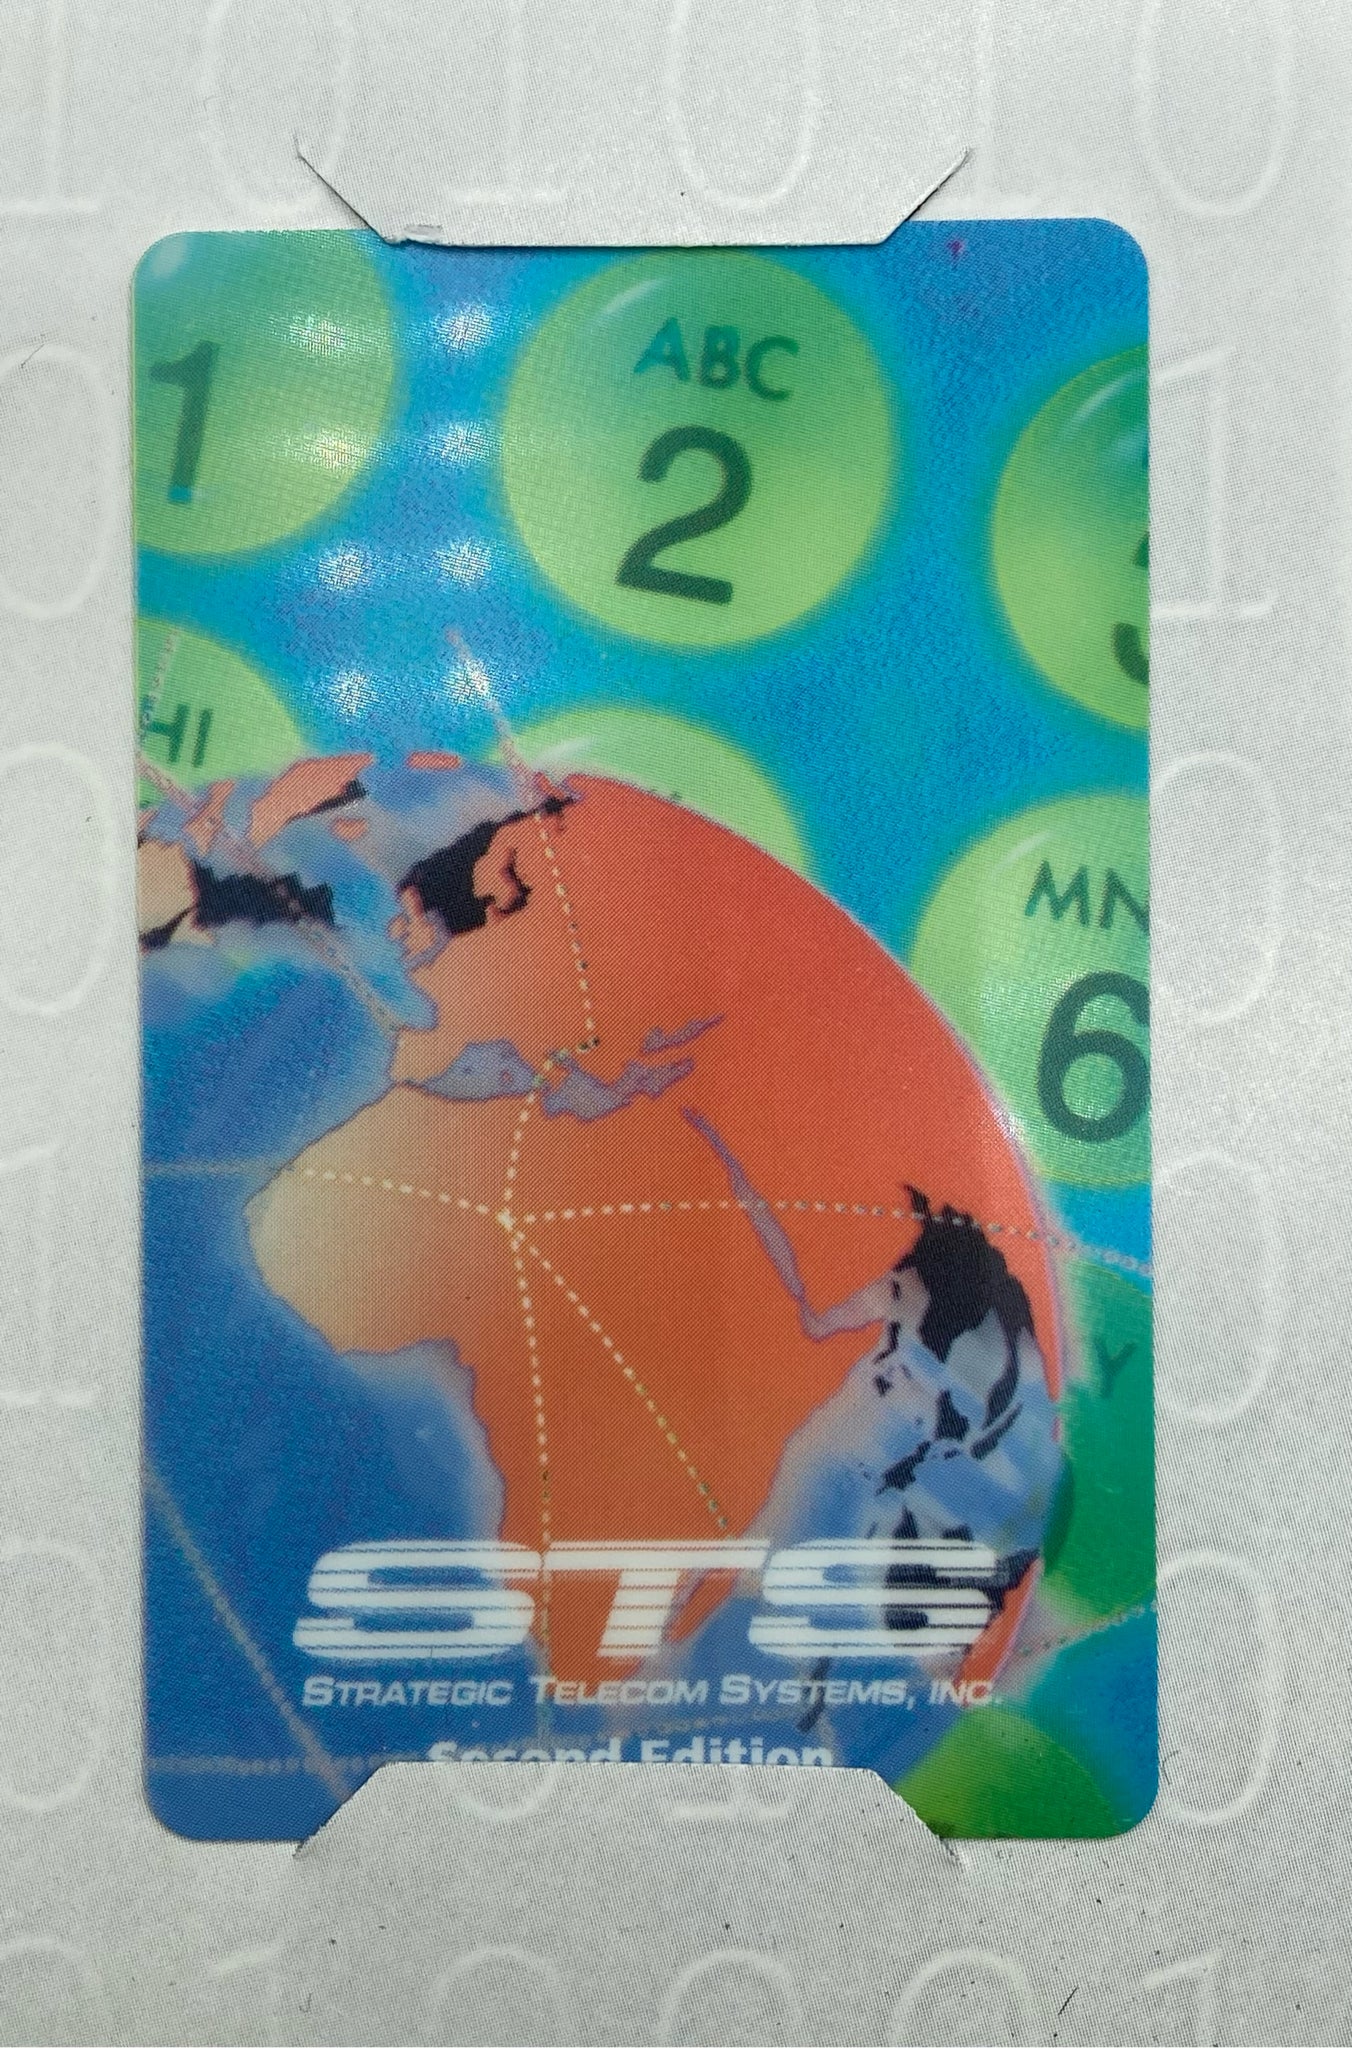 1
ABC
2
HI
MN
6
Y
STS
STRATEGIC TELECOM SYSTEMS, INC.
Second Edition